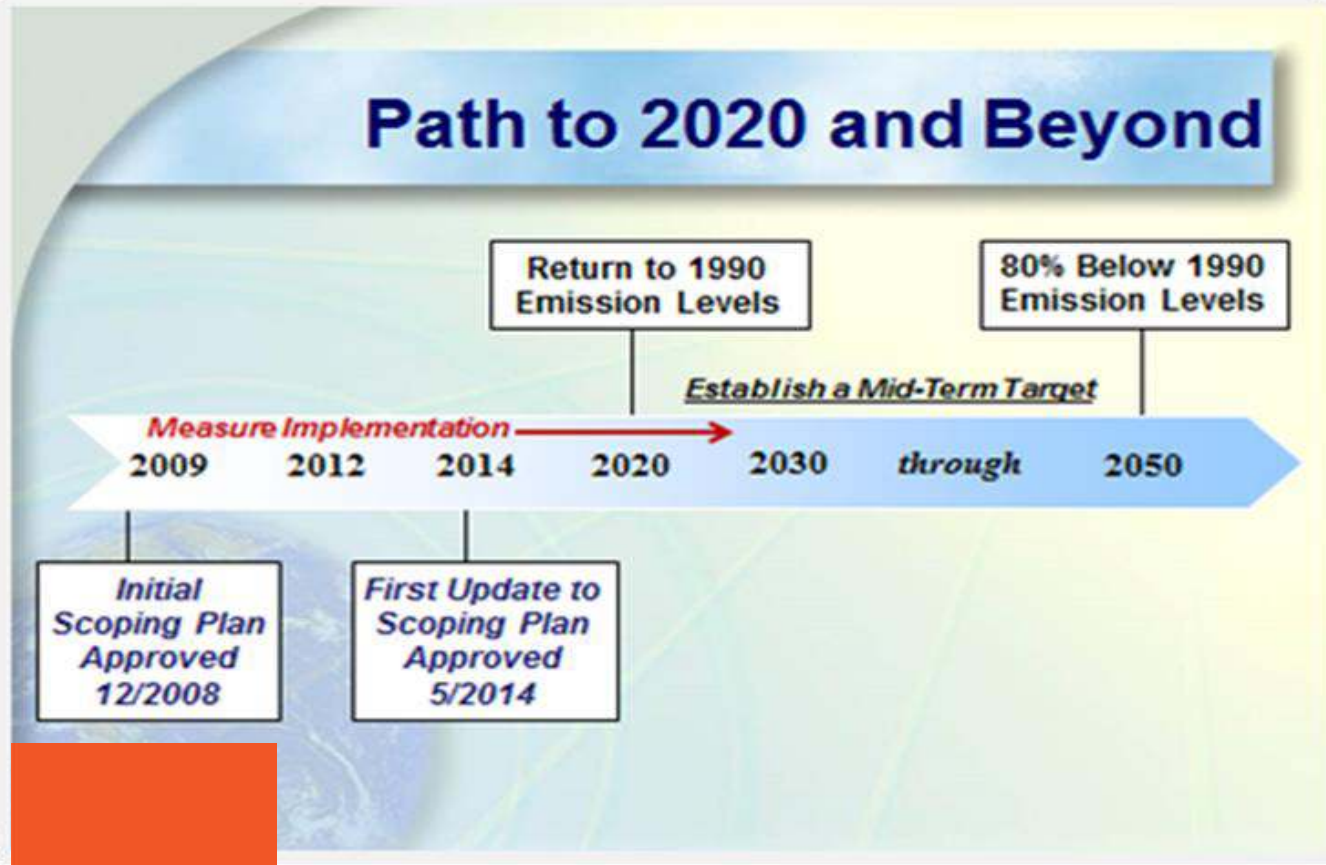 Path to 2020 and Beyond
Return to 1990
Emission Levels
80% Below 1990
Emission Levels
Establish a Mid-Term Target
Measure Implementation
2009 2012 2014 2020 2030 through 2050
Initial
Scoping Plan
Approved
12/2008
First Update to
Scoping Plan
Approved
5/2014